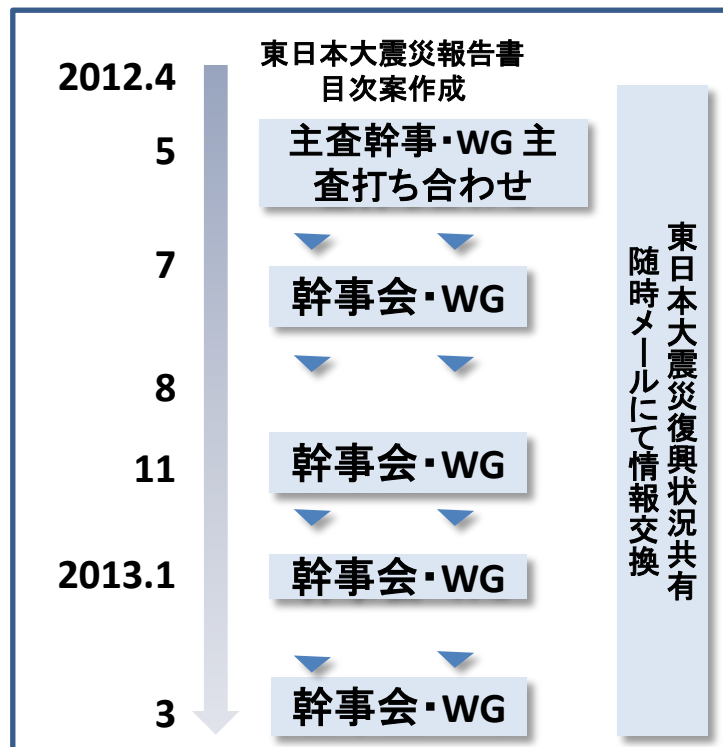 2012.4
東日本大震災報告書
目次案作成
5
主査幹事・WG 主
査打ち合わせ
7
幹事会・WG
8
11
幹事会・WG
2013.1
幹事会・WG
3
幹事会・WG
東日本大震災復興状況共有
随時メールにて情報交換